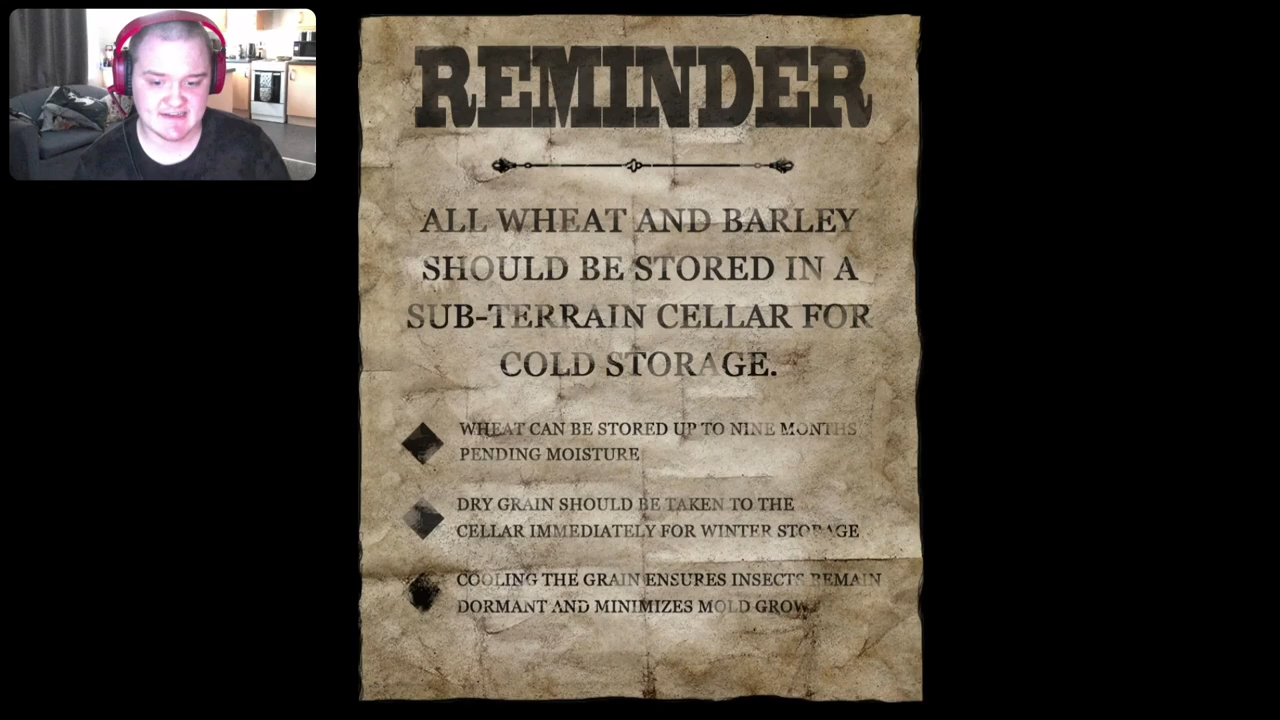 REMINDER
ALL WHEAT AND BARLEY
SHOULD BE STORED IN A
SUB-TERRAIN CELLAR FOR
COLD STORAGE.
WHEAT CAN BE STORED UP TO NINE MONTHS
PENDING MOISTURE
DRY GRAIN SHOULD BE TAKEN TO THE
CELLAR IMMEDIATELY FOR WINTER STORAGE
COOLING THE GRAIN ENSURES INSECTS REMAIN
DORMANT AND MINIMIZES MOLD